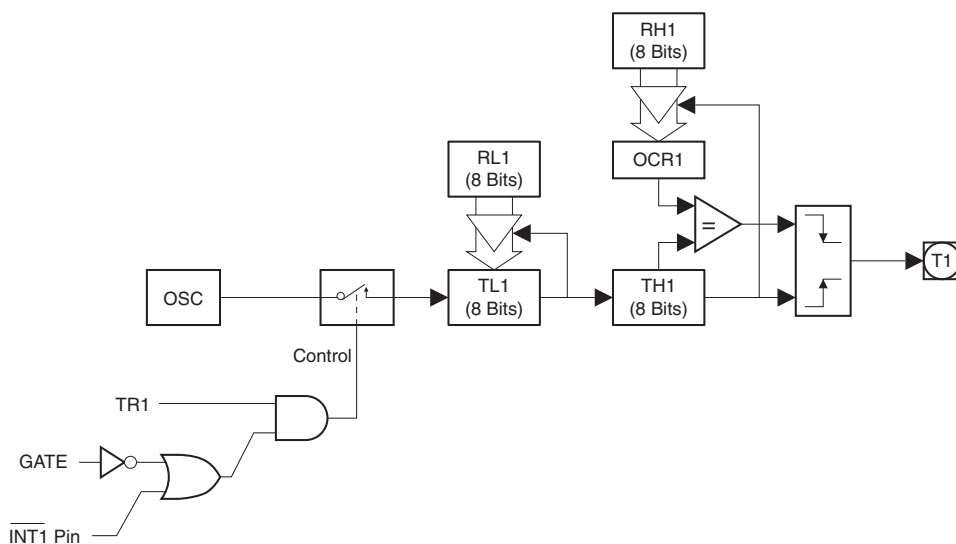 RH1
(8 Bits)
OCR1
RL1
(8 Bits)
=
T1
OSC
TL1
(8 Bits)
TH1
(8 Bits)
Control
TR1
GATE
INT1 Pin